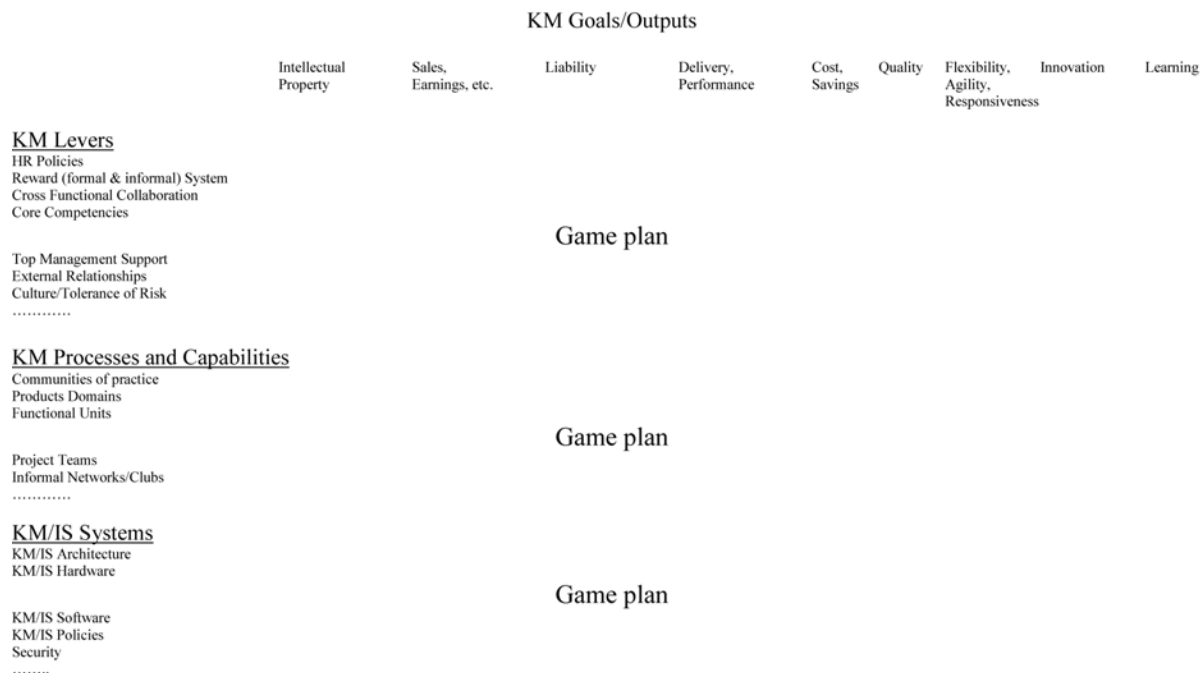 KM Goals/Outputs
Intellectual Property
Sales, Earnings, etc.
Liability
Delivery, Performance
Cost, Savings
Quality
Flexibility, Agility, Responsiveness
Innovation
Learning
KM Levers
HR Policies
Reward (formal & informal) System
Cross Functional Collaboration
Core Competencies
Game plan
Top Management Support
External Relationships
Culture/Tolerance of Risk
…………
KM Processes and Capabilities
Communities of practice
Products Domains
Functional Units
Game plan
Project Teams
Informal Networks/Clubs
…………
KM/IS Systems
KM/IS Architecture
KM/IS Hardware
Game plan
KM/IS Software
KM/IS Policies
Security
……..